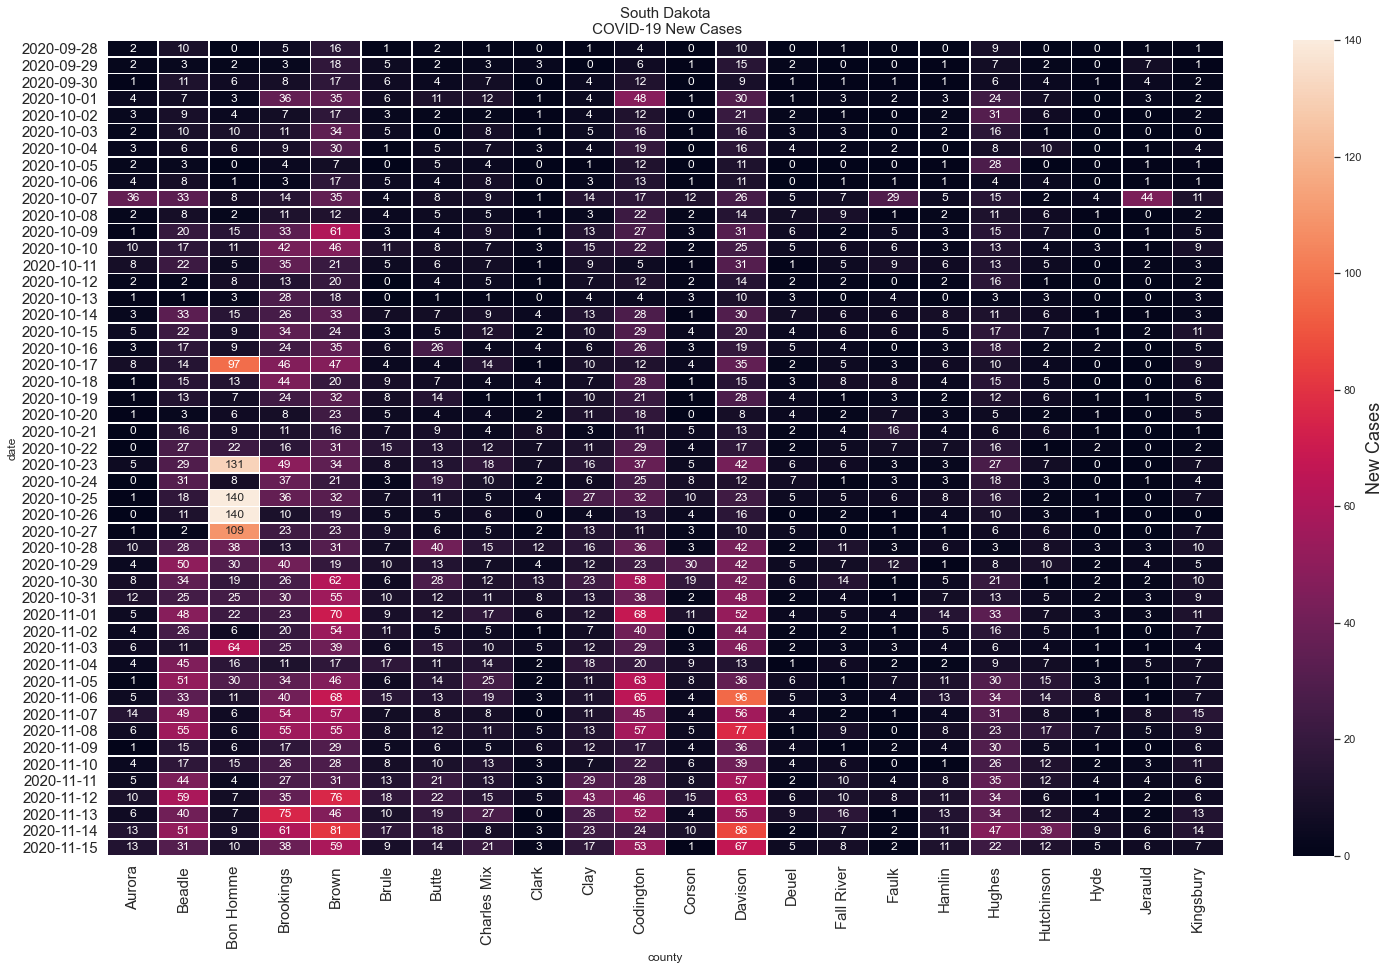 South Dakota
COVID-19 New Cases
2020-09-28 2 10 0 5 16 1 2 1 0 1 4 0 10 0 1 0 0 9 0 0 1 1
2020-09-29 2 3 2 3 18 5 2 3 3 0 6 1 15 2 0 0 1 7 2 0 7 1
2020-09-30 1 11 6 8 17 6 4 7 0 4 12 0 9 1 1 1 1 6 4 1 4 2
2020-10-01 4 7 3 36 35 6 11 12 1 4 48 1 30 1 3 2 3 24 7 0 3 2
2020-10-02 3 9 4 7 17 3 2 2 1 4 12 0 21 2 1 0 2 31 6 0 0 2
2020-10-03 2 10 10 11 34 5 0 8 1 5 16 1 16 3 3 0 2 16 1 0 0 0
2020-10-04 3 6 6 9 30 1 5 7 3 4 19 0 16 4 2 2 0 8 10 0 1 4
2020-10-05 2 3 0 4 7 0 5 4 0 1 12 0 11 0 0 0 1 28 0 0 1 1
2020-10-06 4 8 1 3 17 5 4 8 0 3 13 1 11 0 1 1 1 4 4 0 1 1
2020-10-07 36 33 8 14 35 4 8 9 1 14 17 12 26 5 7 29 5 15 2 4 44 11
2020-10-08 2 8 2 11 12 4 5 5 1 3 22 2 14 7 9 1 2 11 6 1 0 2
2020-10-09 1 20 15 33 61 3 4 9 1 13 27 3 31 6 2 5 3 15 7 0 1 5
2020-10-10 10 17 11 42 46 11 8 7 3 15 22 2 25 5 6 6 3 13 4 3 1 9
2020-10-11 8 22 5 35 21 5 6 7 1 9 5 1 31 1 5 9 6 13 5 0 2 3
2020-10-12 2 2 8 13 20 0 4 5 1 7 12 2 14 2 2 0 2 16 1 0 0 2
2020-10-13 1 1 3 28 18 0 1 1 0 4 4 3 10 3 0 4 0 3 3 0 0 3
2020-10-14 3 33 15 26 33 7 7 9 4 13 28 1 30 7 6 6 8 11 6 1 1 3
2020-10-15 5 22 9 34 24 3 5 12 2 10 29 4 20 4 6 6 5 17 7 1 2 11
2020-10-16 3 17 9 24 35 6 26 4 4 6 26 3 19 5 4 0 3 18 2 2 0 5
2020-10-17 8 14 97 46 47 4 4 14 1 10 12 4 35 2 5 3 6 10 4 0 0 9
2020-10-18 1 15 13 44 20 9 7 4 4 7 28 1 15 3 8 8 4 15 5 0 0 6
2020-10-19 1 13 7 24 32 8 14 1 1 10 21 1 28 4 1 3 2 12 6 1 1 5
2020-10-20 1 3 6 8 23 5 4 4 2 11 18 0 8 4 2 7 3 5 2 1 0 5
2020-10-21 0 16 9 11 16 7 9 4 8 3 11 5 13 2 4 16 4 6 6 1 0 1
2020-10-22 0 27 22 16 31 15 13 12 7 11 29 4 17 2 5 7 7 16 1 2 0 2
2020-10-23 5 29 131 49 34 8 13 18 7 16 37 5 42 6 6 3 3 27 7 0 0 7
2020-10-24 0 31 8 37 21 3 19 10 2 6 25 8 12 7 1 3 3 18 3 0 1 4
2020-10-25 1 18 140 36 32 7 11 5 4 27 32 10 23 5 5 6 8 16 2 1 0 7
2020-10-26 0 11 140 10 19 5 5 6 0 4 13 4 16 0 2 1 4 10 3 1 0 0
2020-10-27 1 2 109 23 23 9 6 5 2 13 11 3 10 5 0 1 1 6 6 0 0 7
2020-10-28 10 28 38 13 31 7 40 15 12 16 36 3 42 2 11 3 6 3 8 3 3 10
2020-10-29 4 50 30 40 19 10 13 7 4 12 23 30 42 5 7 12 1 8 10 2 4 5
2020-10-30 8 34 19 26 62 6 28 12 13 23 58 19 42 6 14 1 5 21 1 2 2 10
2020-10-31 12 25 25 30 55 10 12 11 8 13 38 2 48 2 4 1 7 13 5 2 3 9
2020-11-01 5 48 22 23 70 9 12 17 6 12 68 11 52 4 5 4 14 33 7 3 3 11
2020-11-02 4 26 6 20 54 11 5 5 1 7 40 0 44 2 2 1 5 16 5 1 0 7
2020-11-03 6 11 64 25 39 6 15 10 5 12 29 3 46 2 3 3 4 6 4 1 1 4
2020-11-04 4 45 16 11 17 17 11 14 2 18 20 9 13 1 6 2 2 9 7 1 5 7
2020-11-05 1 51 30 34 46 6 14 25 2 11 63 8 36 6 1 7 11 30 15 3 1 7
2020-11-06 5 33 11 40 68 15 13 19 3 11 65 4 96 5 3 4 13 34 14 8 1 7
2020-11-07 14 49 6 54 57 7 8 8 0 11 45 4 56 4 2 1 4 31 8 1 8 15
2020-11-08 6 55 6 55 55 8 12 11 5 13 57 5 77 1 9 0 8 23 17 7 5 9
2020-11-09 1 15 6 17 29 5 6 5 6 12 17 4 36 4 1 2 4 30 5 1 0 6
2020-11-10 4 17 15 26 28 8 10 13 3 7 22 6 39 4 6 0 1 26 12 2 3 11
2020-11-11 5 44 4 27 31 13 21 13 3 29 28 8 57 2 10 4 8 35 12 4 4 6
2020-11-12 10 59 7 35 76 18 22 15 5 43 46 15 63 6 10 8 11 34 6 1 2 6
2020-11-13 6 40 7 75 46 10 19 27 0 26 52 4 55 9 16 1 13 34 12 4 2 13
2020-11-14 13 51 9 61 81 17 18 8 3 23 24 10 86 2 7 2 11 47 39 9 6 14
2020-11-15 13 31 10 38 59 9 14 21 3 17 53 1 67 5 8 2 11 22 12 5 6 7
date
Aurora Beadle Bon Homme Brookings Brown Brule Butte Charles Mix Clark Clay Codington Corson Davison Deuel Fall River Faulk Hamlin Hughes Hutchinson Hyde Jerauld Kingsbury
county
140
120
100
80
60
40
20
0
New Cases